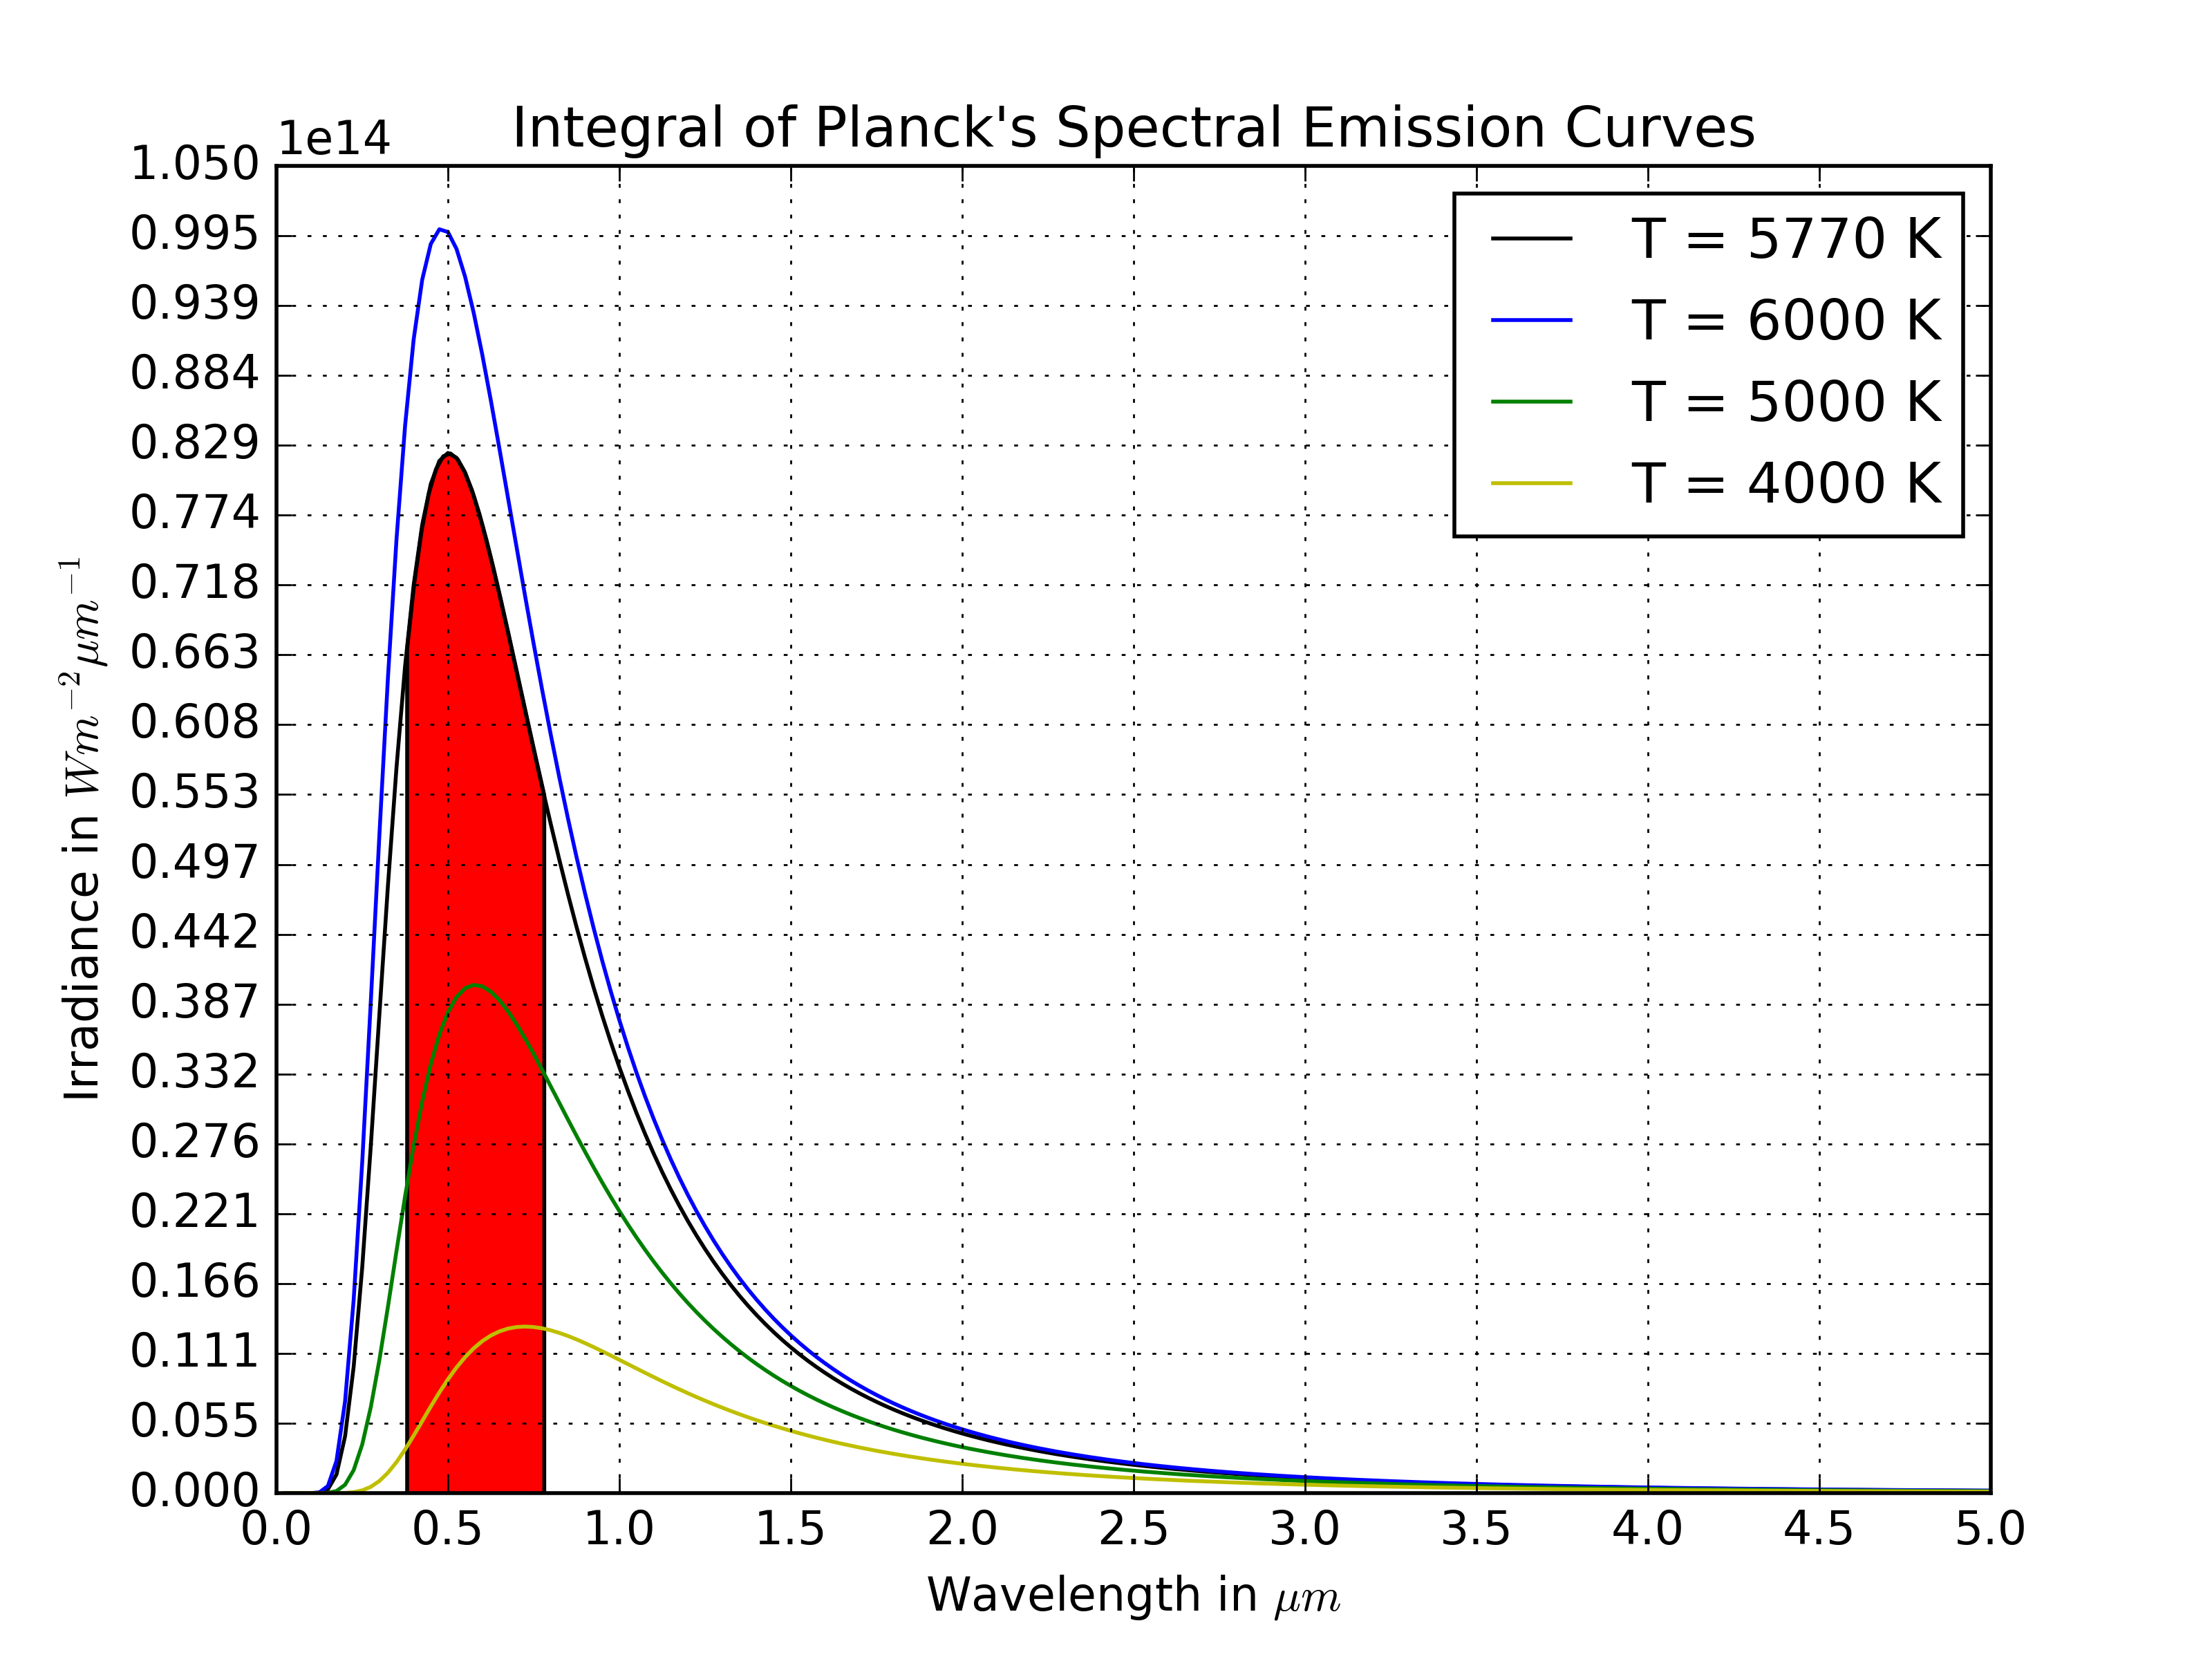 Integral of Planck's Spectral Emission Curves
1e14
1.050
0.995
0.939
0.884
0.829
0.774
0.718
0.663
0.608
0.553
0.497
0.442
0.387
0.332
0.276
0.221
0.166
0.111
0.055
0.000
Irradiance in Wm⁻²μm⁻¹
T = 5770 K
T = 6000 K
T = 5000 K
T = 4000 K
0.0 0.5 1.0 1.5 2.0 2.5 3.0 3.5 4.0 4.5 5.0
Wavelength in μm